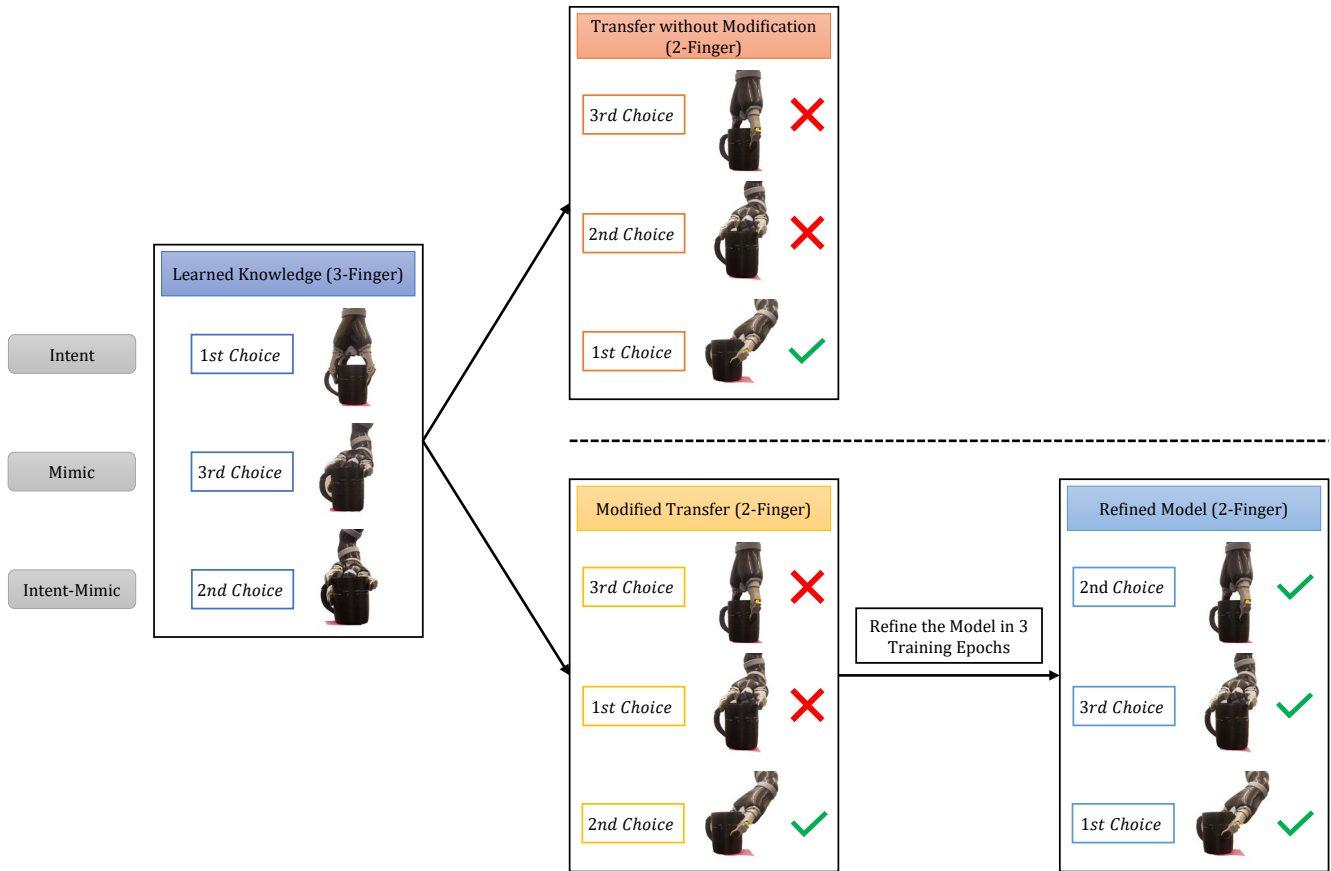 Transfer without Modification
(2-Finger)
3rd Choice
2nd Choice
1st Choice
Learned Knowledge (3-Finger)
Intent
1st Choice
Mimic
3rd Choice
Intent-Mimic
2nd Choice
Modified Transfer (2-Finger)
3rd Choice
1st Choice
2nd Choice
Refine the Model in 3
Training Epochs
Refined Model (2-Finger)
2nd Choice
3rd Choice
1st Choice